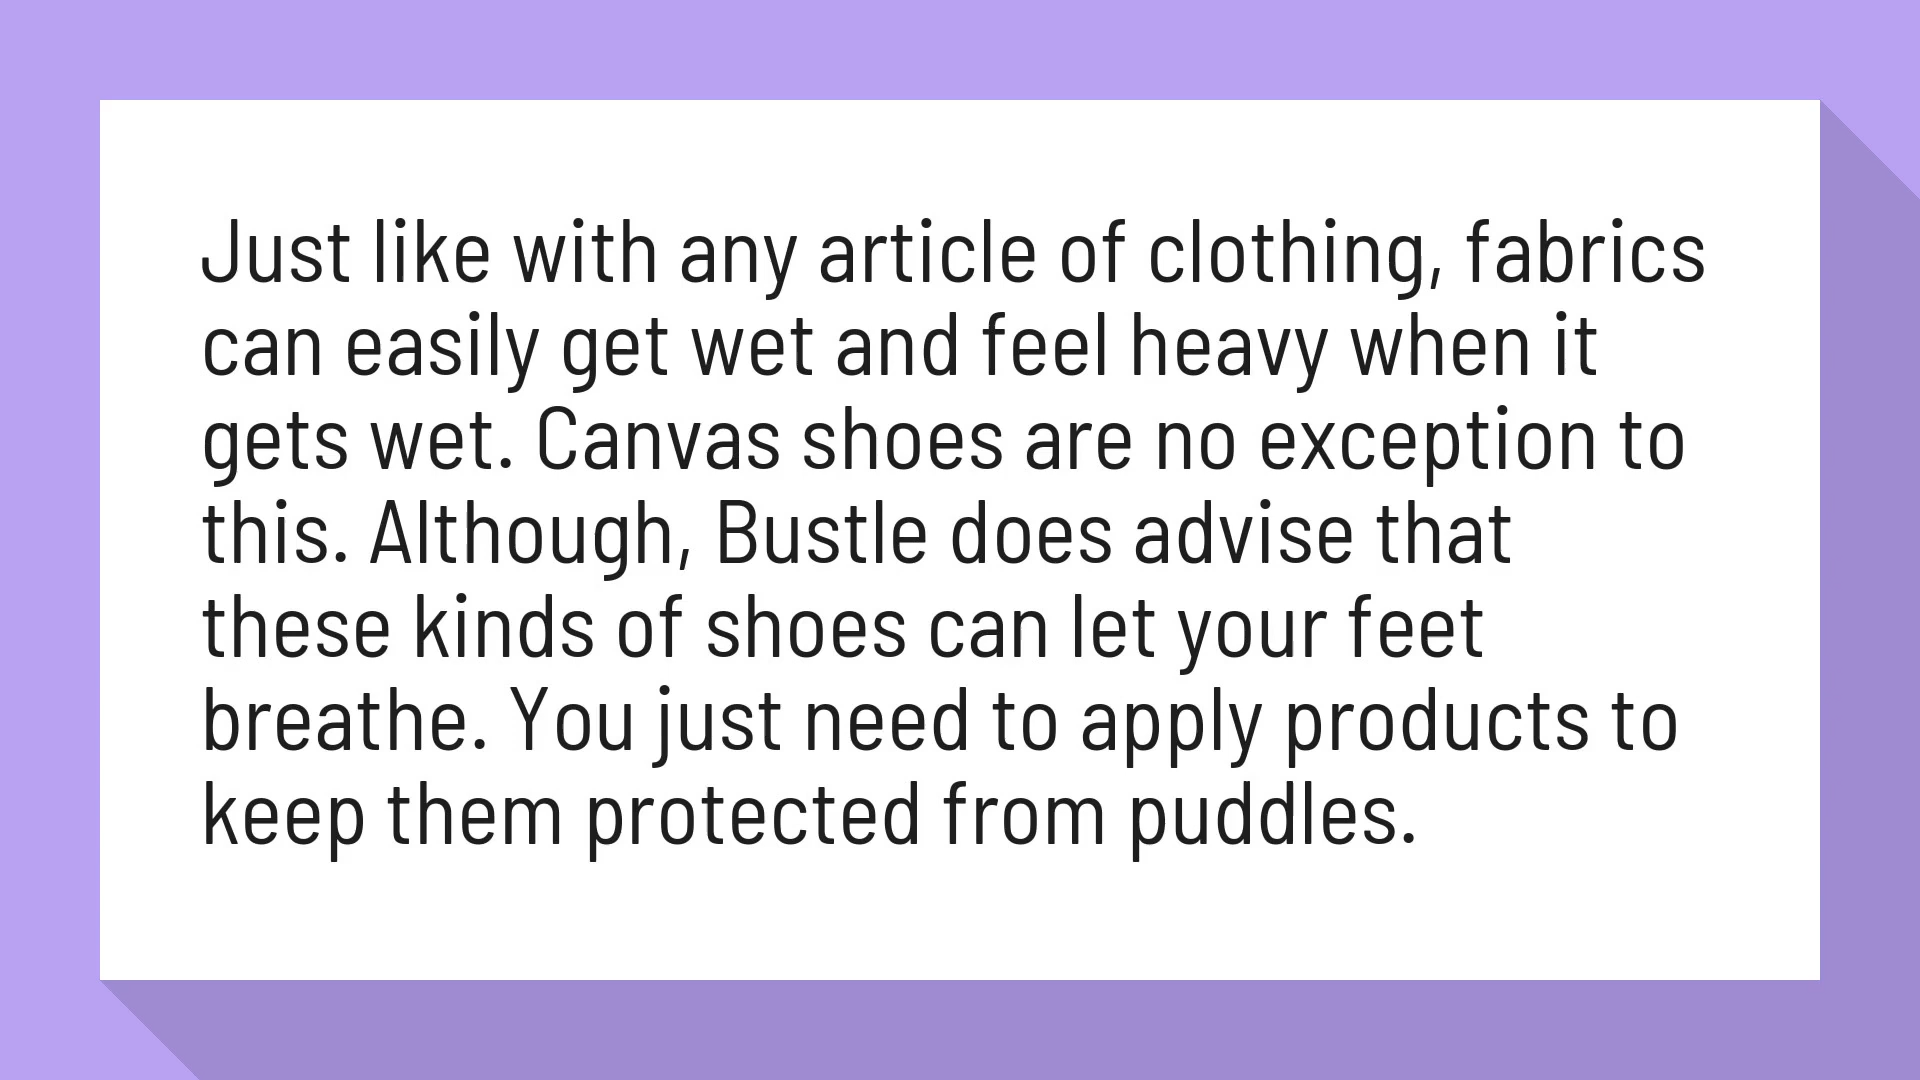 Just like with any article of clothing, fabrics
can easily get wet and feel heavy when it
gets wet. Canvas shoes are no exception to
this. Although, Bustle does advise that
these kinds of shoes can let your feet
breathe. You just need to apply products to
keep them protected from puddles.